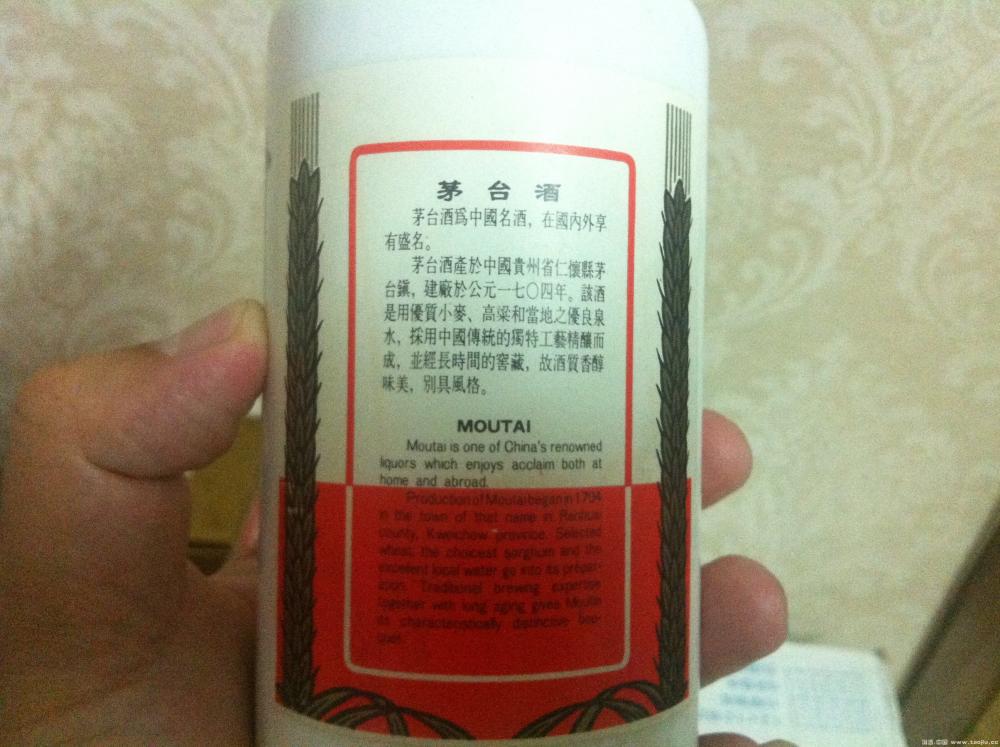 茅台酒
茅台酒爲中國名酒，在國內外享
有盛名。
茅台酒產於中國貴州省仁懷縣茅
台鎮，建廠於公元一七〇四年。該酒
是用優質小麥、高粱和當地之優良泉
水，採用中國傳統的獨特工藝精釀而
成，並經長時間的窖藏，故酒質香醇
味美，別具風格。
MOUTAI
Moutai is one of China's renowned
liquors which enjoys acclaim both at
home and abroad.
Production of Moutai began in 1704
in the town of that name in Renhuai
county, Kweichow province. Selected
wheat, the choicest sorghum and the
excellent local water go into its prepar-
ation. Traditional brewing expertise
together with long aging gives Moutai
its characteristically distinctive bou-
quet.
www.taojiu.cc